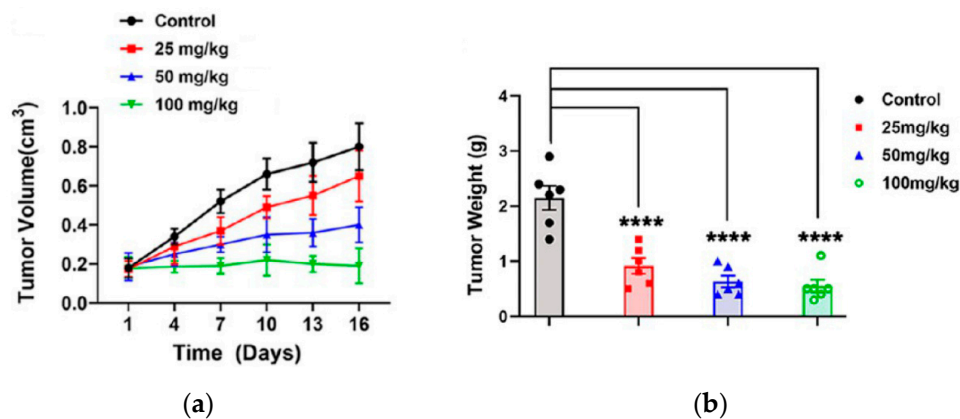 Control
25 mg/kg
50 mg/kg
100 mg/kg
Tumor Volume(cm³)
1.0
0.8
0.6
0.4
0.2
0.0
1 4 7 10 13 16
Time (Days)
(a)
Control
25mg/kg
50mg/kg
100mg/kg
Tumor Weight (g)
4
3
2
1
0
**** **** ****
(b)